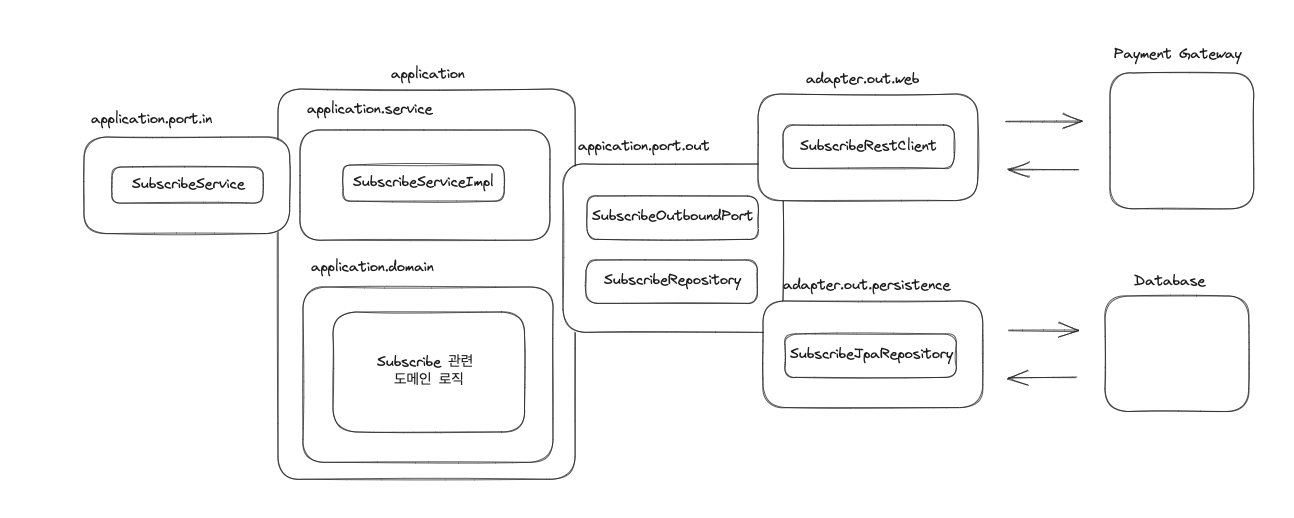 Payment Gateway
application
adapter.out.web
application.service
application.port.in
appication.port.out
SubscribeRestClient
SubscribeService
SubscribeServiceImpl
SubscribeOutboundPort
application.domain
SubscribeRepository
adapter.out.persistence
Database
Subscribe 관련
도메인 로직
SubscribeJpaRepository